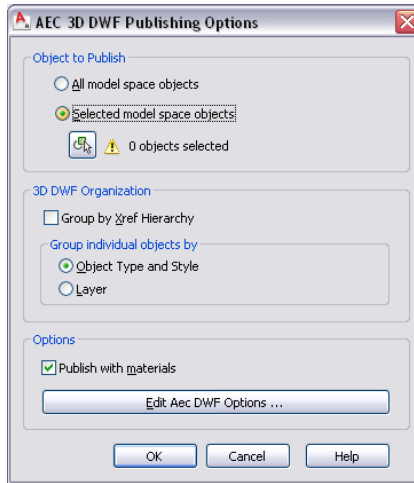 AEC 3D DWF Publishing Options
Object to Publish
All model space objects
Selected model space objects
0 objects selected
3D DWF Organization
Group by Xref Hierarchy
Group individual objects by
Object Type and Style
Layer
Options
Publish with materials
Edit Aec DWF Options ...
OK Cancel Help